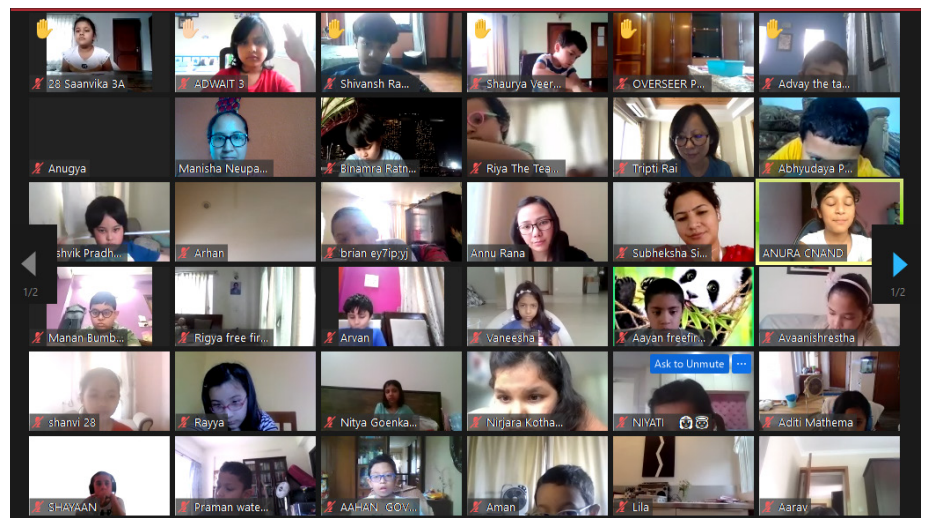 28 Saanvika 3A
ADWAIT 3
Shivansh Ra...
Shaurya Veer...
OVERSEER P...
Advay the ta...
Anugya
Manisha Neupa...
Binamra Ratn...
Riya The Tea...
Tripti Rai
Abhyudaya P...
shvik Pradh...
Arhan
brian ey7ip:yj
Annu Rana
Subheksha Si...
ANURA CNAND
1/2
Manan Bumb...
Rigya free fir...
Arvan
Vaneesha
Aayan freefir...
Avaanishrestha
1/2
Ask to Unmute ...
shanvi 28
Rayya
Nitya Goenka...
Nirjara Kotha...
NIYATI
Aditi Mathema
SHAYAAN
Praman wate...
AAHAN GOV...
Aman
Lila
Aarav